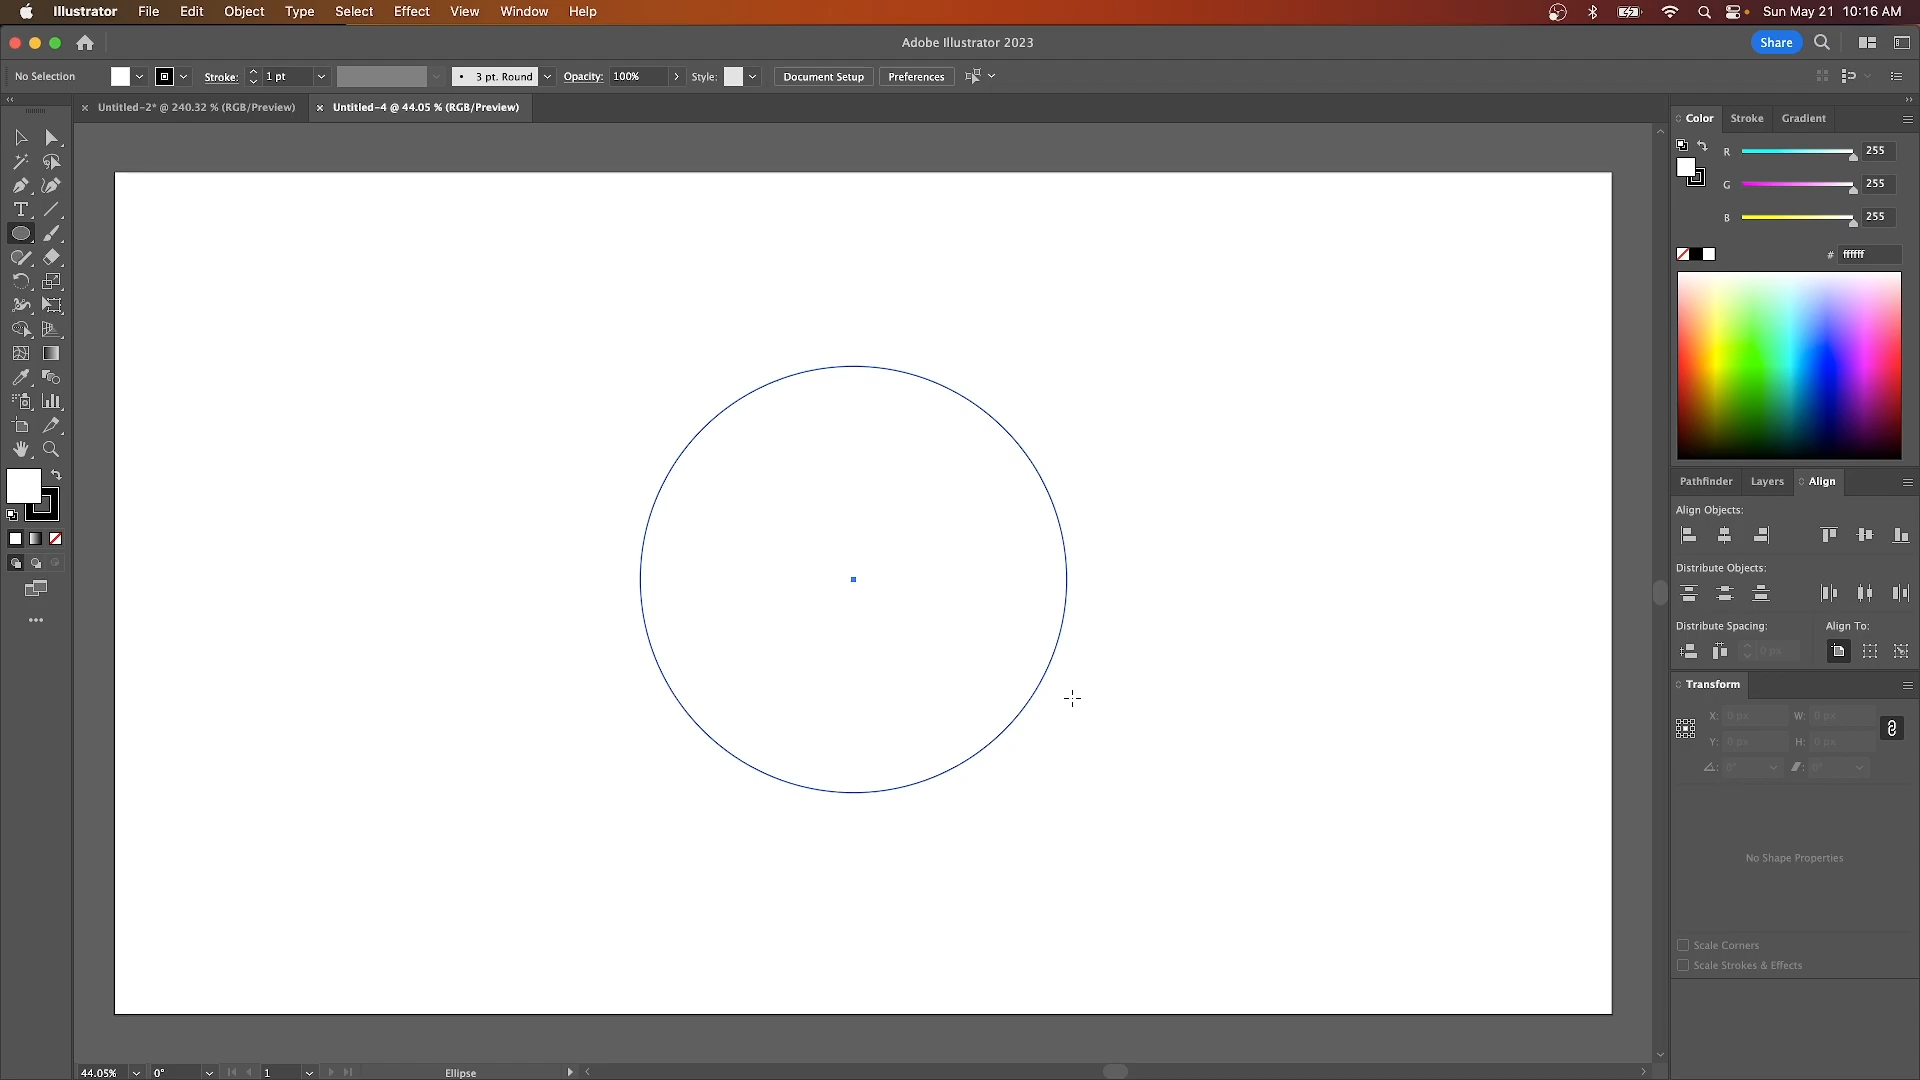 Illustrator File Edit Object Type Select Effect View Window Help Sun May 21 10:16 AM
Adobe Illustrator 2023 Share
No Selection Stroke: 1 pt 3 pt. Round Opacity: 100% Style: Document Setup Preferences
Untitled-2* @ 240.32 % (RGB/Preview) Untitled-4 @ 44.05 % (RGB/Preview)
Color Stroke Gradient
R 255
G 255
B 255
# ffffff
Pathfinder Layers Align
Align Objects:
Distribute Objects:
Distribute Spacing: Align To:
0 px
Transform
X: 0 px W: 0 px
Y: 0 px H: 0 px
0° 0°
No Shape Properties
Scale Corners
Scale Strokes & Effects
44.05% 0° 1 Ellipse